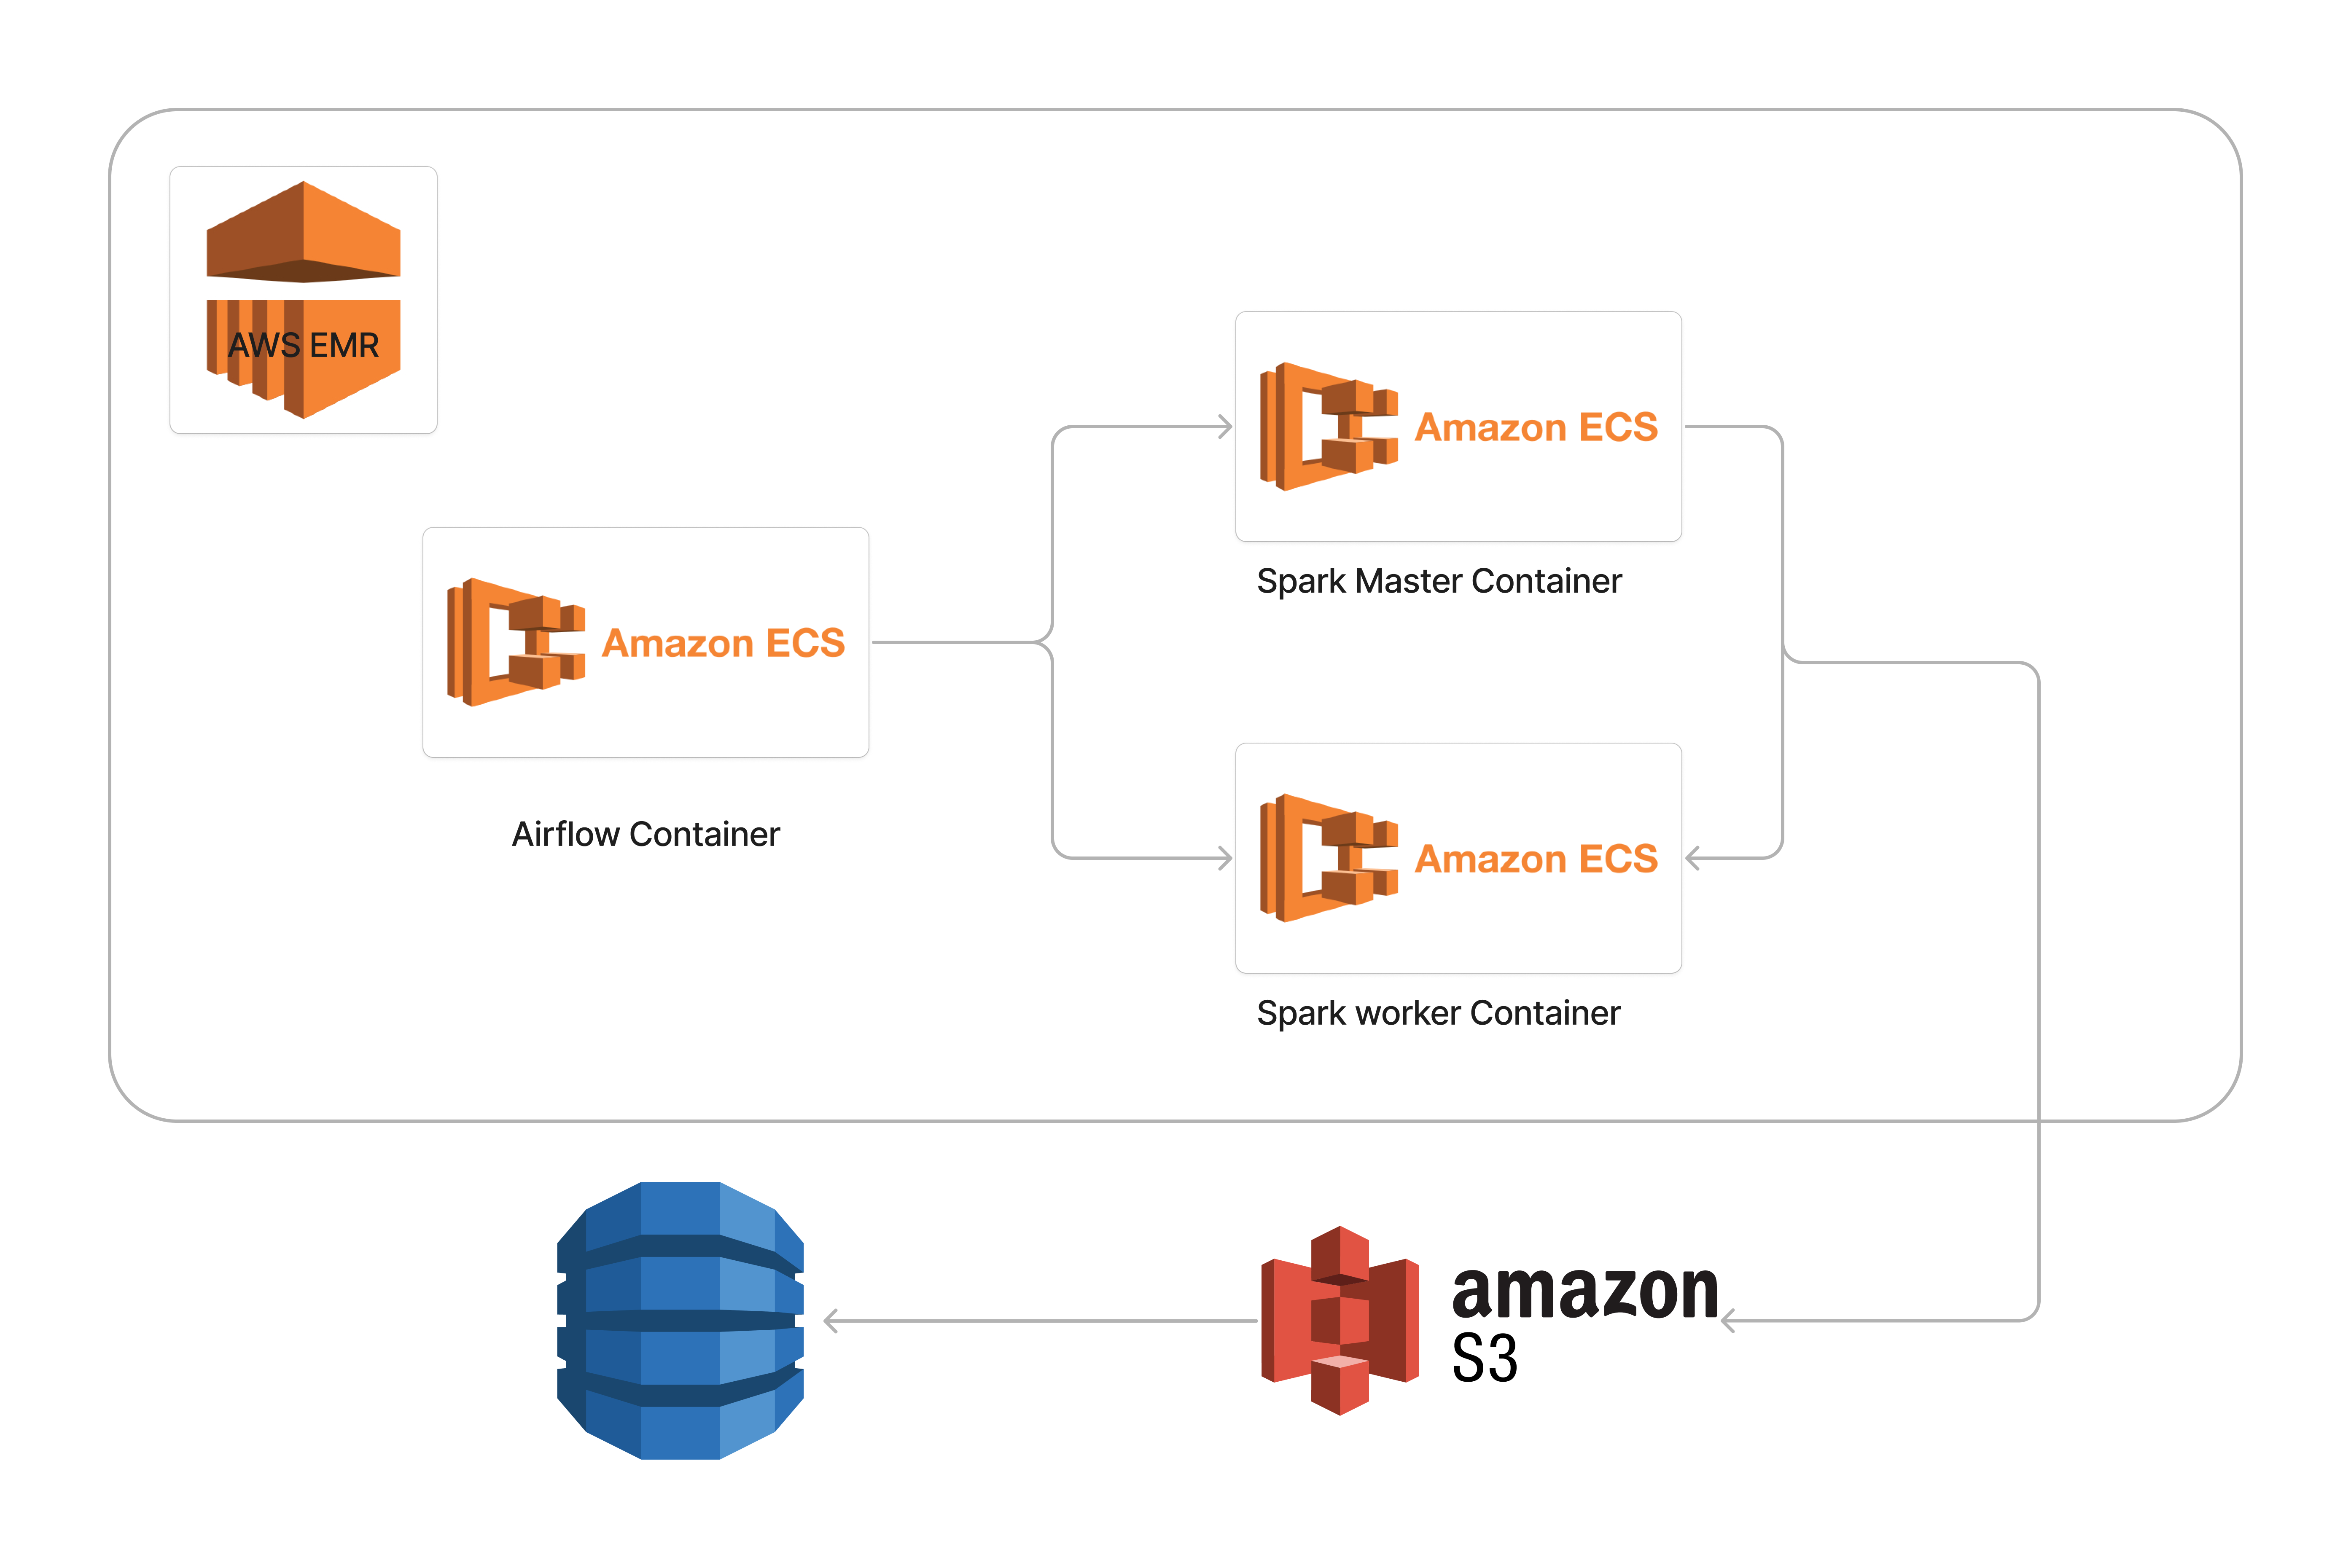 AWS EMR
Amazon ECS
Spark Master Container
Amazon ECS
Airflow Container
Amazon ECS
Spark worker Container
amazon
S3